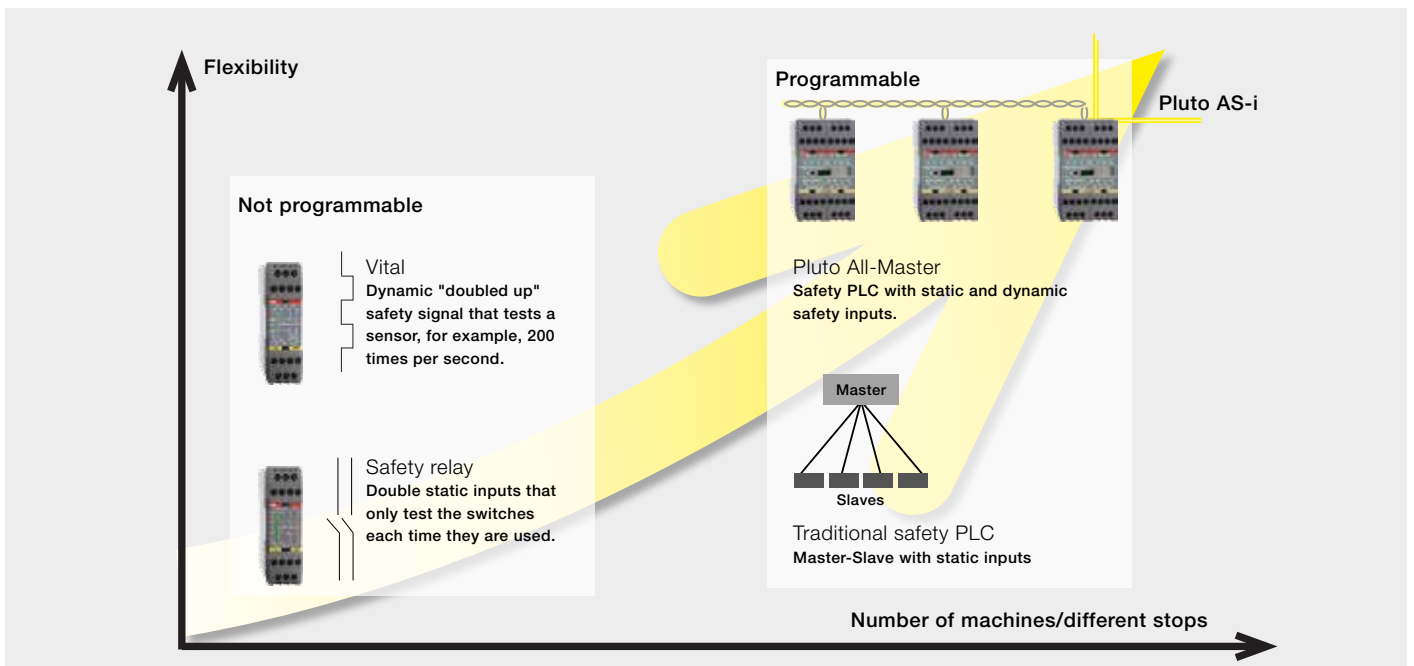 Flexibility
Programmable
Pluto AS-i
Not programmable
Vital
Dynamic "doubled up"
safety signal that tests a
sensor, for example, 200
times per second.
Pluto All-Master
Safety PLC with static and dynamic
safety inputs.
Master
Safety relay
Double static inputs that
only test the switches
each time they are used.
Slaves
Traditional safety PLC
Master-Slave with static inputs
Number of machines/different stops